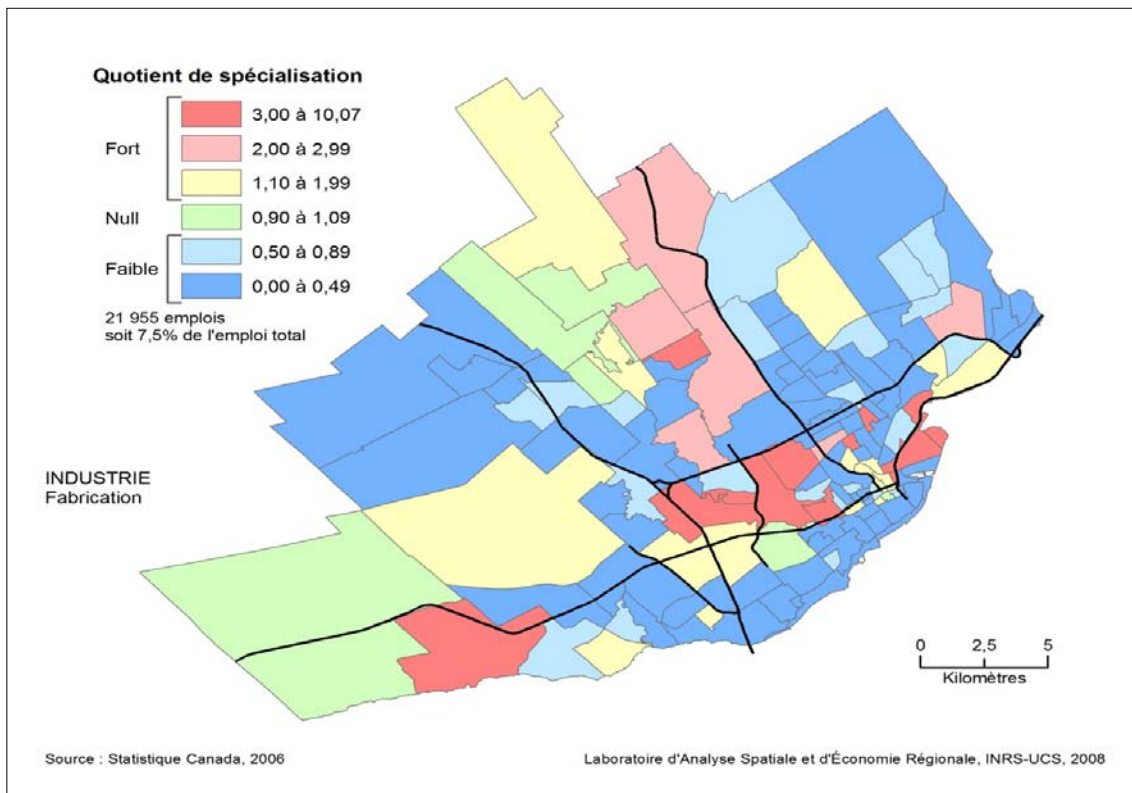 Quotient de spécialisation
Fort
3,00 à 10,07
2,00 à 2,99
1,10 à 1,99
Null
0,90 à 1,09
Faible
0,50 à 0,89
0,00 à 0,49
21 955 emplois
soit 7,5% de l'emploi total
INDUSTRIE
Fabrication
0 2,5 5
Kilomètres
Source : Statistique Canada, 2006
Laboratoire d'Analyse Spatiale et d'Économie Régionale, INRS-UCS, 2008